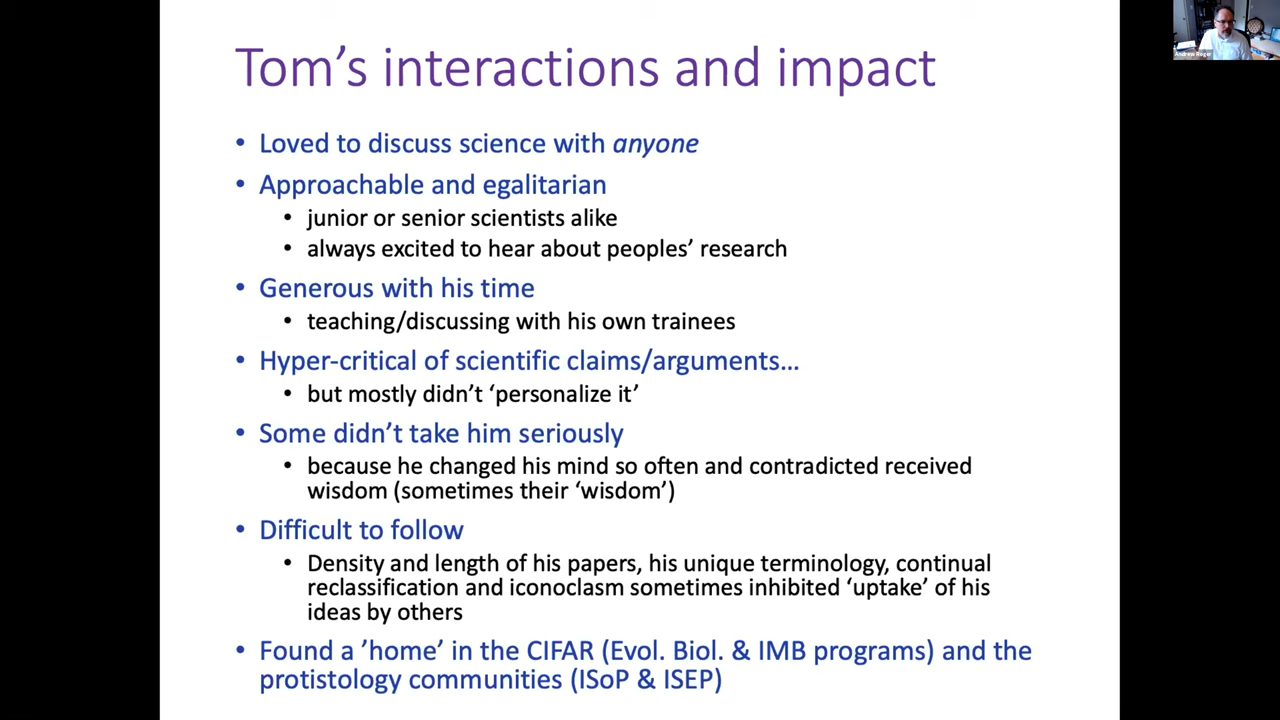 Tom’s interactions and impact
• Loved to discuss science with anyone
• Approachable and egalitarian
• junior or senior scientists alike
• always excited to hear about peoples’ research
• Generous with his time
• teaching/discussing with his own trainees
• Hyper-critical of scientific claims/arguments…
• but mostly didn’t ‘personalize it’
• Some didn’t take him seriously
• because he changed his mind so often and contradicted received
wisdom (sometimes their ‘wisdom’)
• Difficult to follow
• Density and length of his papers, his unique terminology, continual
reclassification and iconoclasm sometimes inhibited ‘uptake’ of his
ideas by others
• Found a ’home’ in the CIFAR (Evol. Biol. & IMB programs) and the
protistology communities (ISoP & ISEP)
Andrew Roger